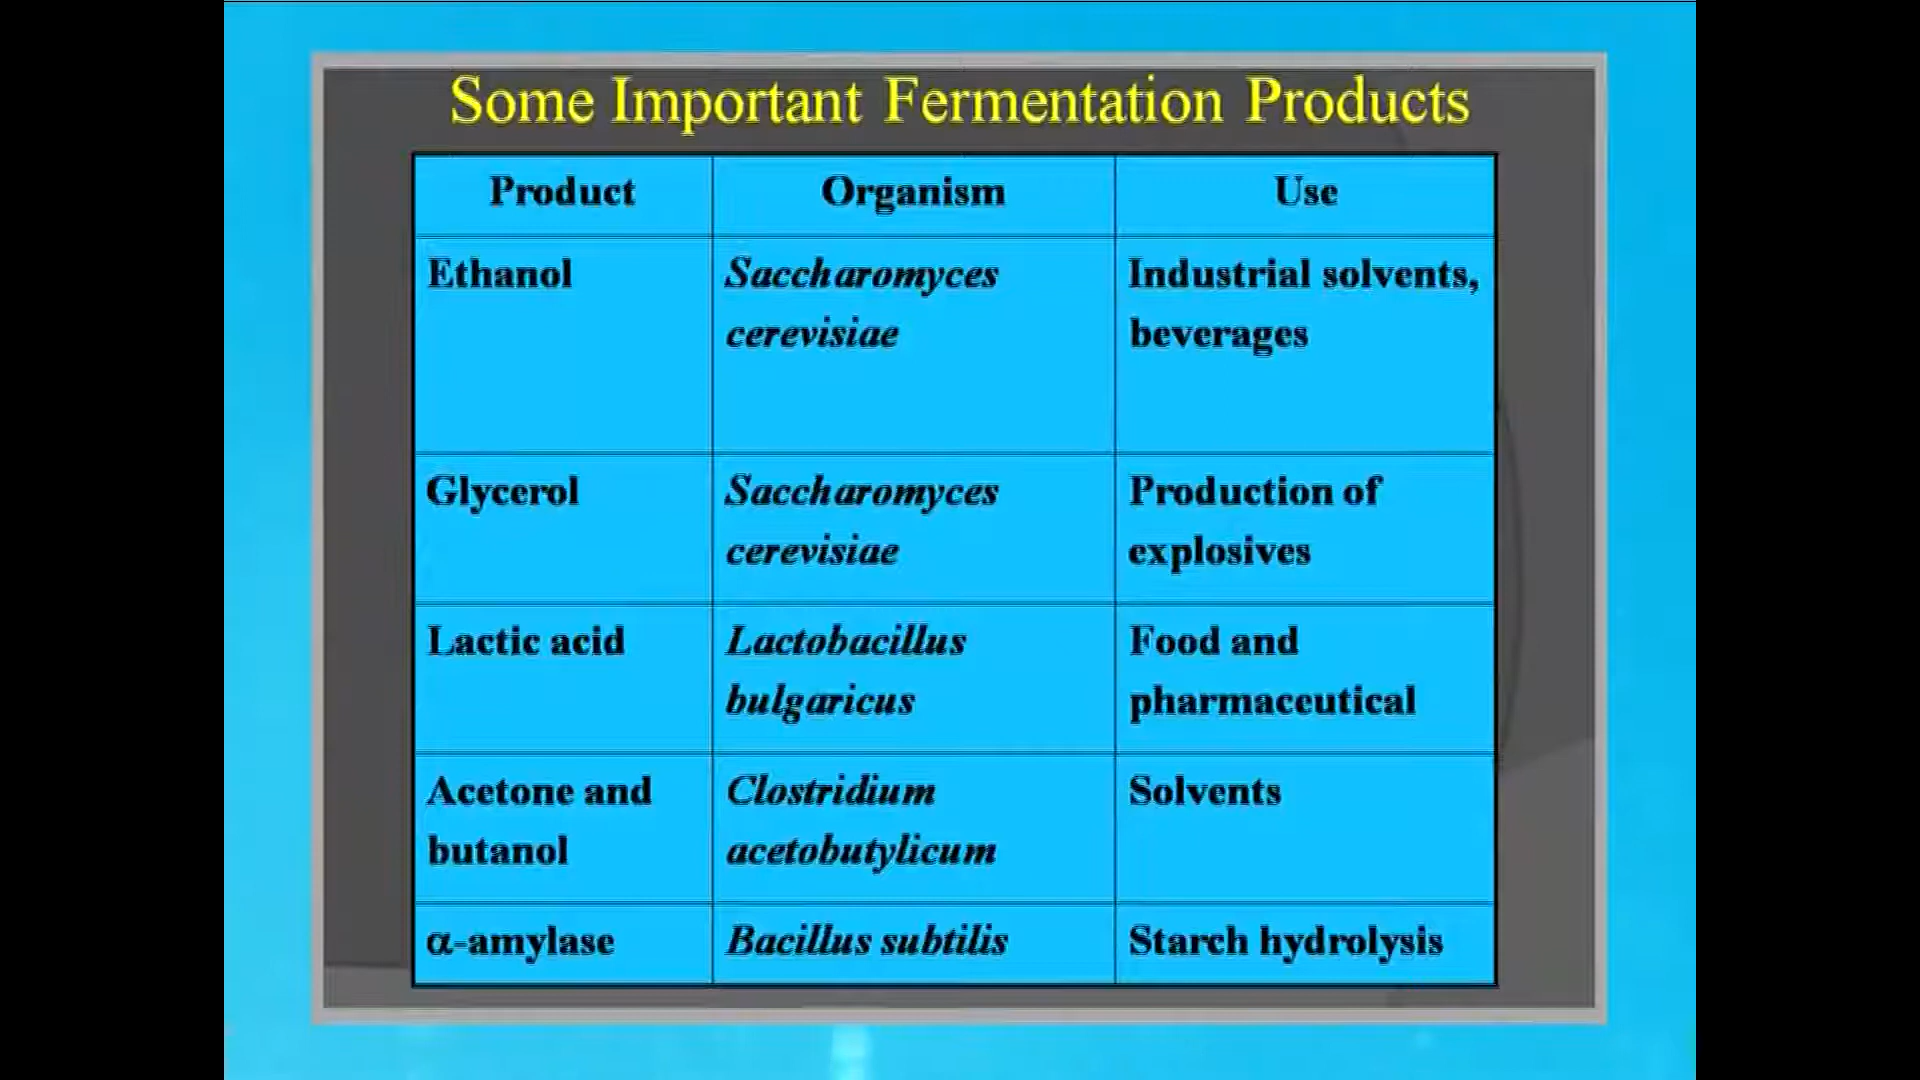 Some Important Fermentation Products
Product Organism Use
Ethanol Saccharomyces Industrial solvents,
cerevisiae beverages
Glycerol Saccharomyces Production of
cerevisiae explosives
Lactic acid Lactobacillus Food and
bulgaricus pharmaceutical
Acetone and Clostridium Solvents
butanol acetobutylicum
α-amylase Bacillus subtilis Starch hydrolysis